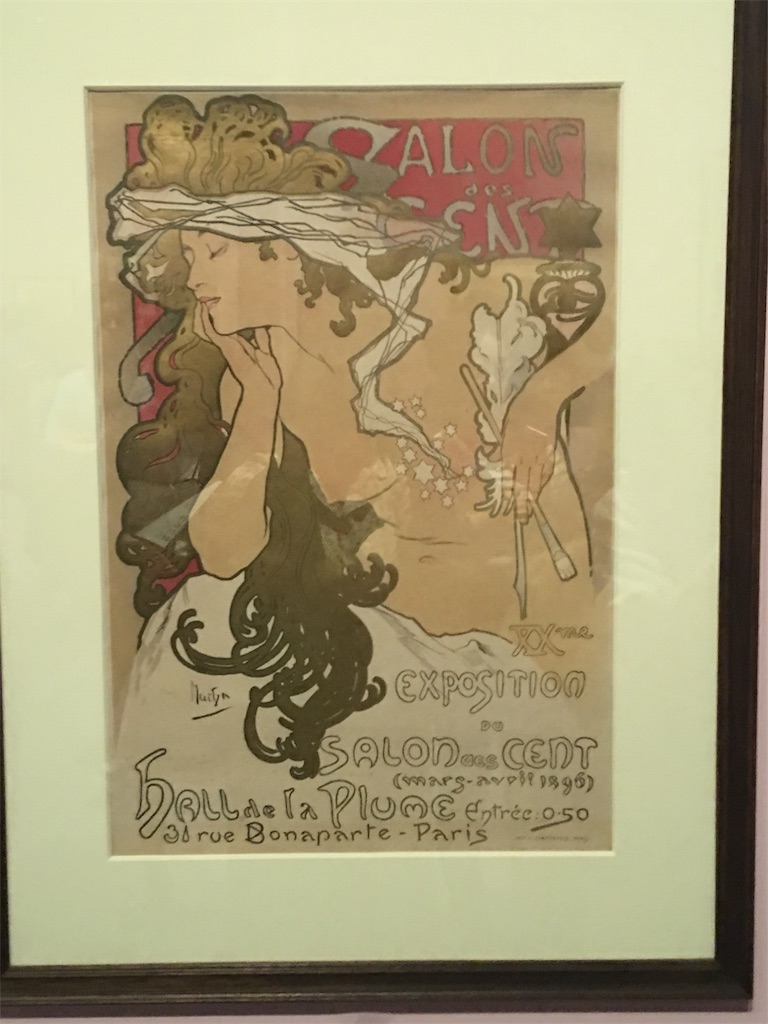 SALON
des
CENT
Mucha
XXme
EXPOSITION
DU
SALON des CENT
(mars-avril 1896)
HALL de la PLUME Entrée: 0.50
31 rue Bonaparte - Paris